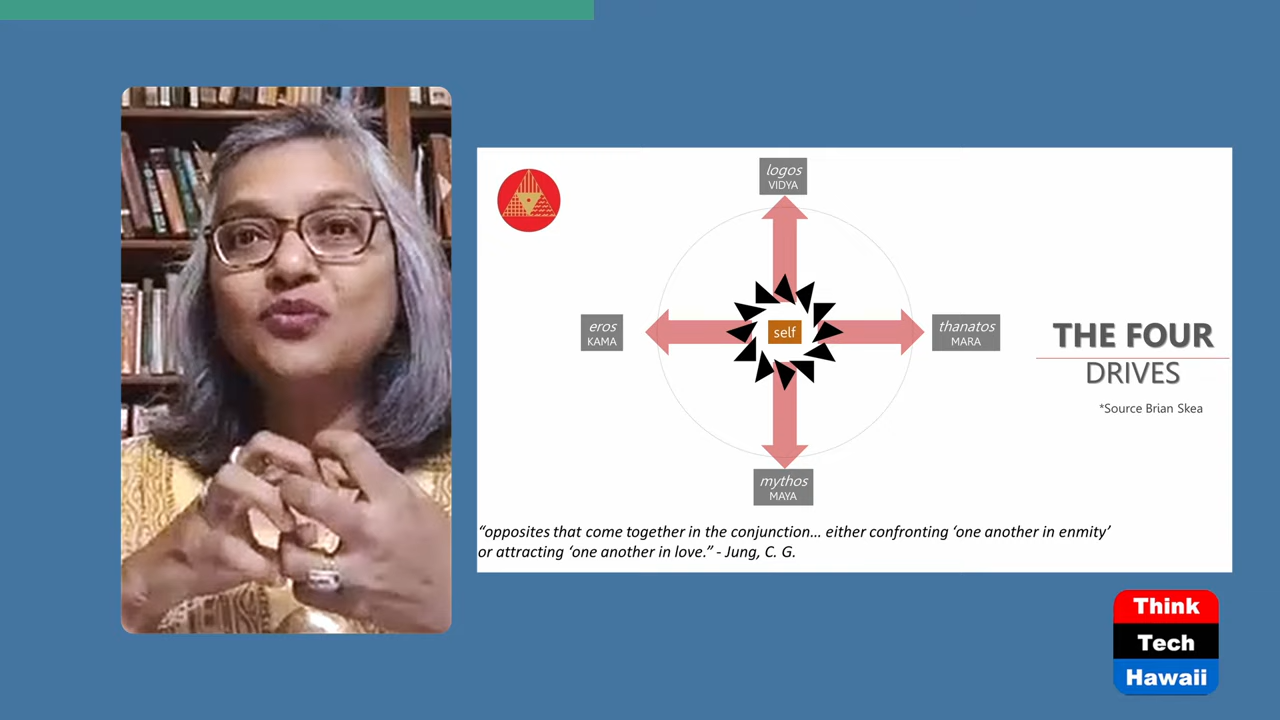 logos
VIDYA
eros
KAMA
self
thanatos
MARA
mythos
MAYA
THE FOUR
DRIVES
*Source Brian Skea
“opposites that come together in the conjunction... either confronting ‘one another in enmity’
or attracting ‘one another in love.” - Jung, C. G.
Think
Tech
Hawaii